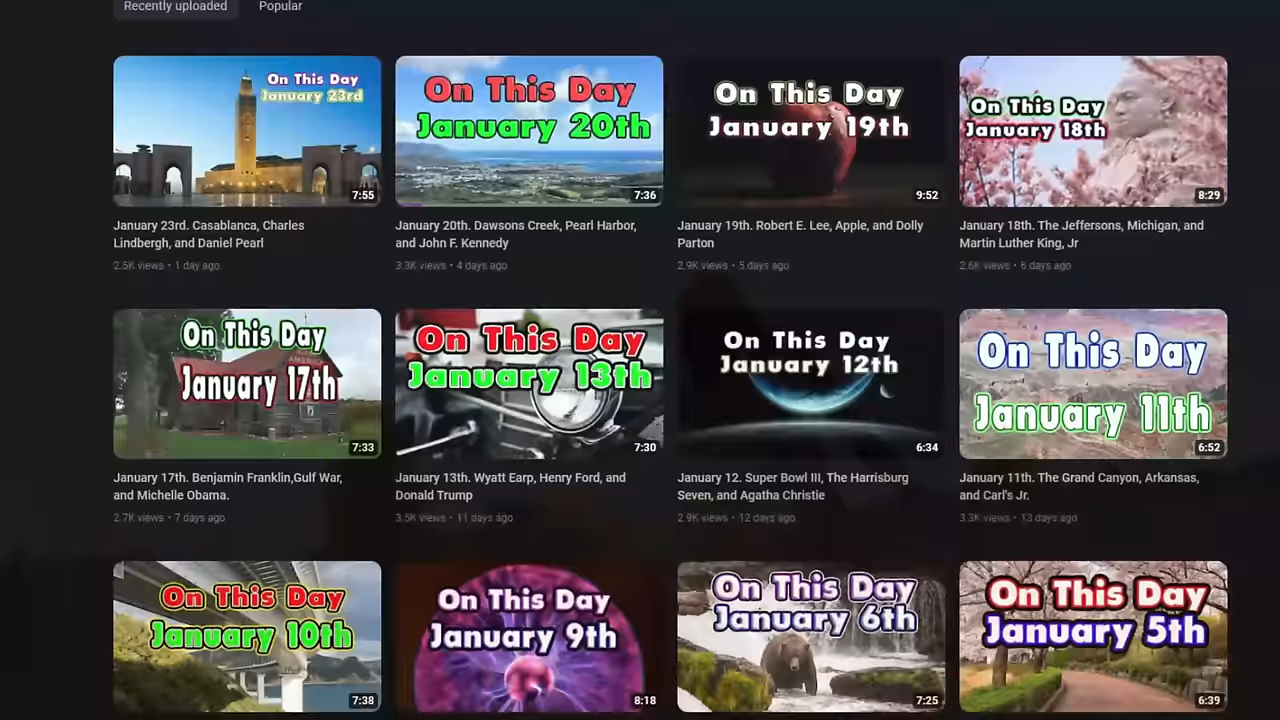 Recently uploaded
Popular
On This Day
January 23rd
7:55
On This Day
January 20th
7:36
On This Day
January 19th
9:52
On This Day
January 18th
8:29
January 23rd. Casablanca, Charles
Lindbergh, and Daniel Pearl
2.5K views • 1 day ago
January 20th. Dawsons Creek, Pearl Harbor,
and John F. Kennedy
3.3K views • 4 days ago
January 19th. Robert E. Lee, Apple, and Dolly
Parton
2.9K views • 5 days ago
January 18th. The Jeffersons, Michigan, and
Martin Luther King, Jr
2.6K views • 6 days ago
On This Day
January 17th
AMERICA
7:33
On This Day
January 13th
7:30
On This Day
January 12th
6:34
On This Day
January 11th
6:52
January 17th. Benjamin Franklin,Gulf War,
and Michelle Obama.
2.7K views • 7 days ago
January 13th. Wyatt Earp, Henry Ford, and
Donald Trump
3.5K views • 11 days ago
January 12. Super Bowl III, The Harrisburg
Seven, and Agatha Christie
2.9K views • 12 days ago
January 11th. The Grand Canyon, Arkansas,
and Carl's Jr.
3.3K views • 13 days ago
On This Day
January 10th
7:38
On This Day
January 9th
8:18
On This Day
January 6th
7:25
On This Day
January 5th
6:39